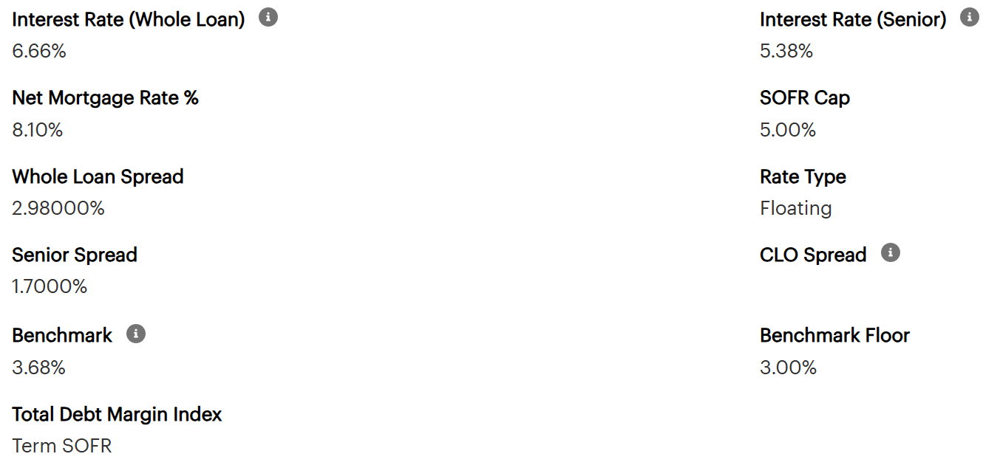 Interest Rate (Whole Loan)
Interest Rate (Senior)
6.66%
5.38%
Net Mortgage Rate %
SOFR Cap
8.10%
5.00%
Whole Loan Spread
Rate Type
2.98000%
Floating
Senior Spread
CLO Spread
1.7000%
Benchmark
Benchmark Floor
3.68%
3.00%
Total Debt Margin Index
Term SOFR